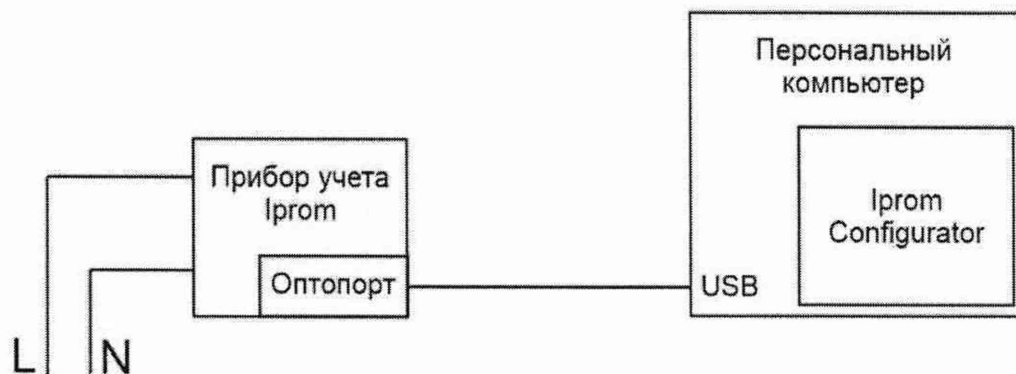 Персональный
компьютер
Прибор учета
Iprom
Iprom
Configurator
Оптопорт
USB
L N